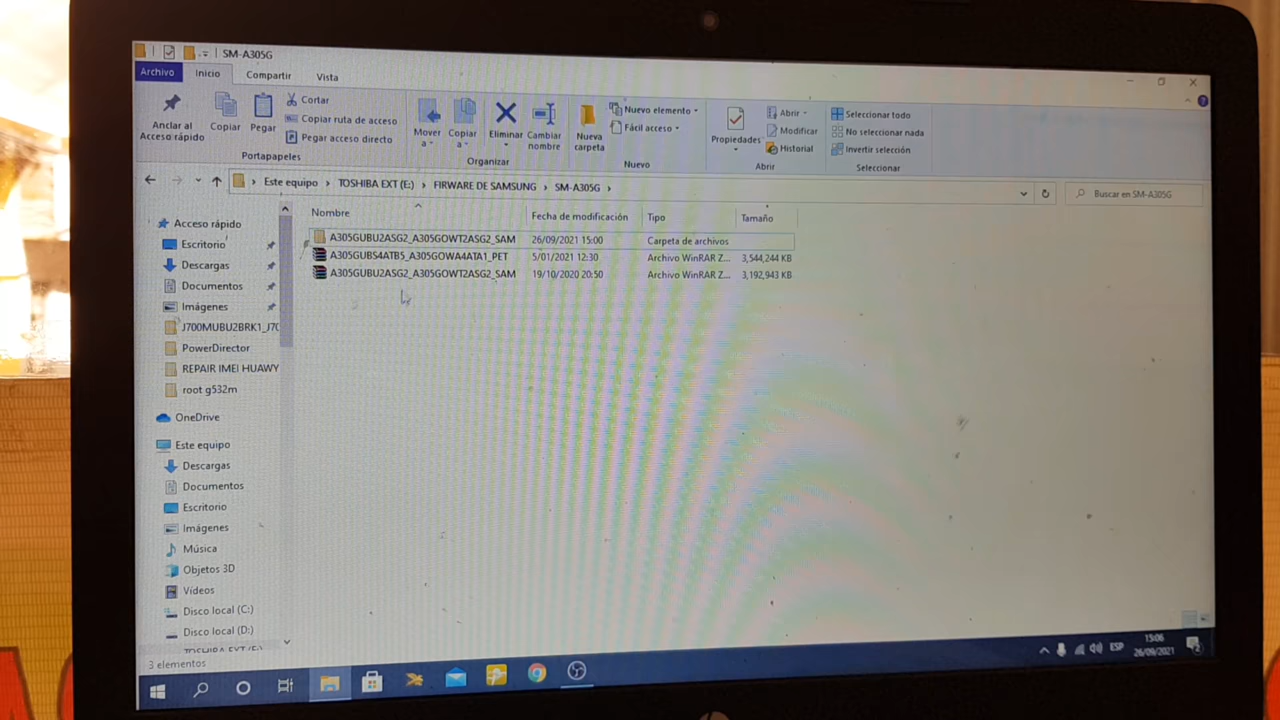 SM-A305G
Archivo Inicio Compartir Vista
Anclar al Acceso rápido
Copiar
Pegar
Cortar
Copiar ruta de acceso
Pegar acceso directo
Portapapeles
Mover a
Copiar a
Eliminar
Cambiar nombre
Organizar
Nueva carpeta
Nuevo elemento
Fácil acceso
Nuevo
Propiedades
Abrir
Modificar
Historial
Abrir
Seleccionar todo
No seleccionar nada
Invertir selección
Seleccionar
Este equipo > TOSHIBA EXT (E:) > FIRWARE DE SAMSUNG > SM-A305G >
Buscar en SM-A305G
Nombre Fecha de modificación Tipo Tamaño
A305GUBU2ASG2_A305GOWT2ASG2_SAM 26/09/2021 15:00 Carpeta de archivos
A305GUBS4ATB5_A305GOWA4ATA1_PET 5/01/2021 12:30 Archivo WinRAR Z... 3,544,244 KB
A305GUBU2ASG2_A305GOWT2ASG2_SAM 19/10/2020 20:50 Archivo WinRAR Z... 3,192,943 KB
Acceso rápido
Escritorio
Descargas
Documentos
Imágenes
J700MUBU2BRK1_J7
PowerDirector
REPAIR IMEI HUAWY
root g532m
OneDrive
Este equipo
Descargas
Documentos
Escritorio
Imágenes
Música
Objetos 3D
Vídeos
Disco local (C:)
Disco local (D:)
TOSHIBA EXT (E:)
3 elementos
ESP
15:06
26/09/2021